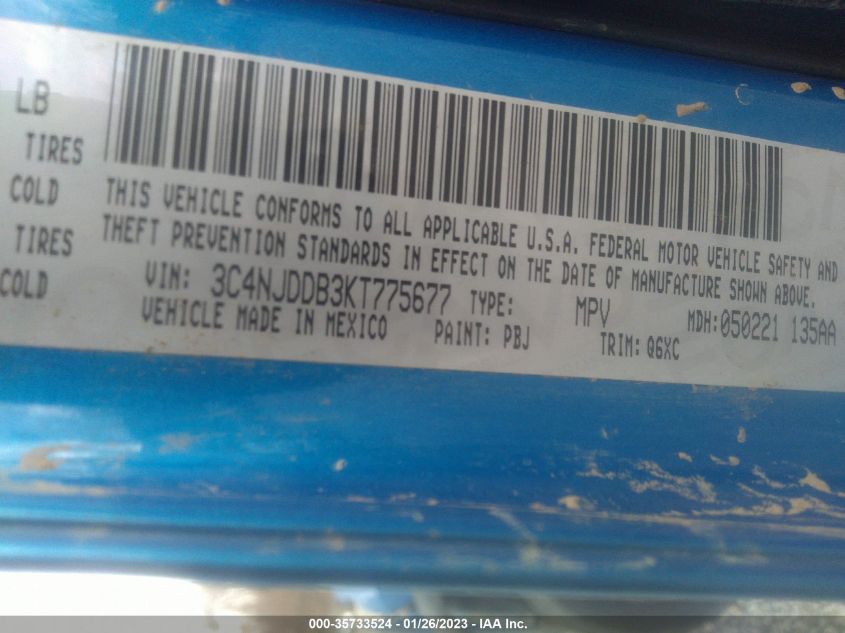 LB
TIRES
COLD
TIRES
COLD
THIS VEHICLE CONFORMS TO ALL APPLICABLE U.S.A. FEDERAL MOTOR VEHICLE SAFETY AND
THEFT PREVENTION STANDARDS IN EFFECT ON THE DATE OF MANUFACTURE SHOWN ABOVE.
VIN: 3C4NJDDB3KT775677 TYPE: MPV MDH:050221 135AA
VEHICLE MADE IN MEXICO PAINT: PBJ TRIM: Q6XC
000-35733524 - 01/26/2023 - IAA Inc.